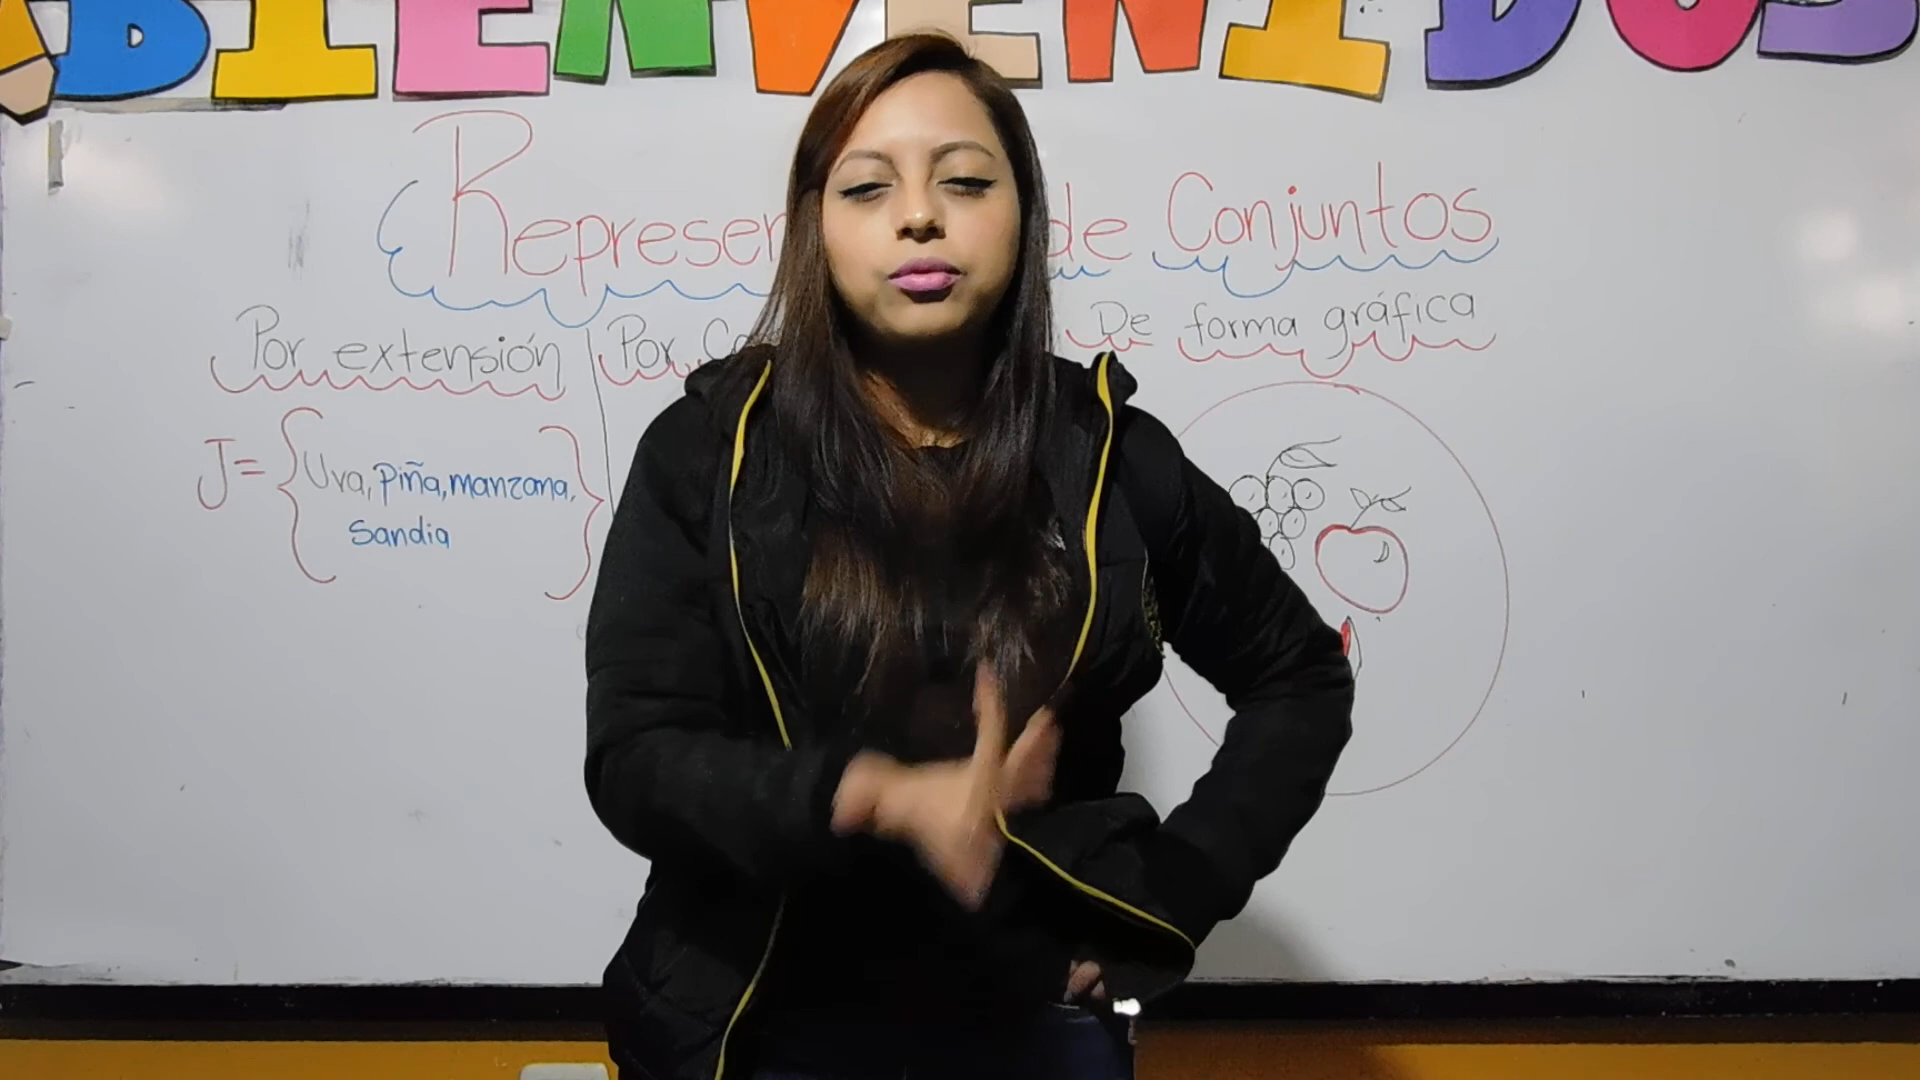 BIENVENIDOS
Represen de Conjuntos
Por extensión Por De forma gráfica
J= {Uva, Piña, manzana,
Sandia}